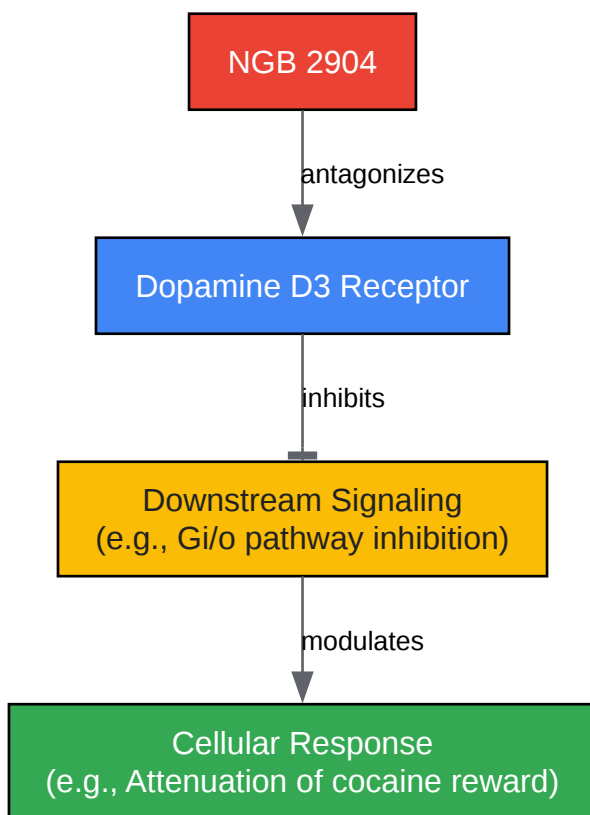 NGB 2904
antagonizes
Dopamine D3 Receptor
inhibits
Downstream Signaling
(e.g., Gi/o pathway inhibition)
modulates
Cellular Response
(e.g., Attenuation of cocaine reward)